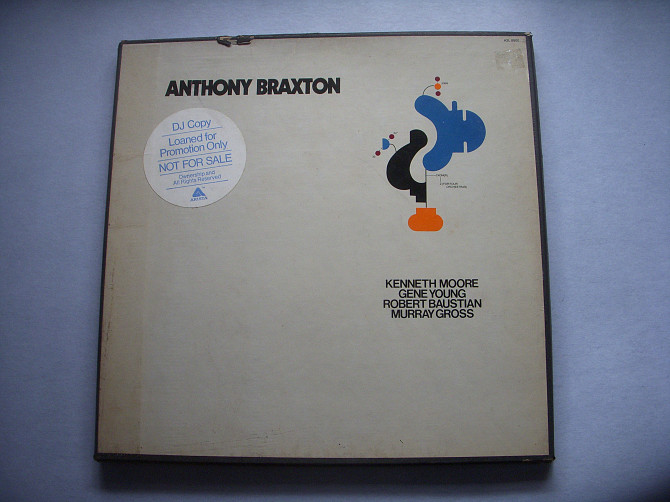 ANTHONY BRAXTON
DJ Copy
Loaned for
Promotion Only
NOT FOR SALE
Ownership and
All Rights Reserved
ARISTA
KENNETH MOORE
GENE YOUNG
ROBERT BAUSTIAN
MURRAY GROSS